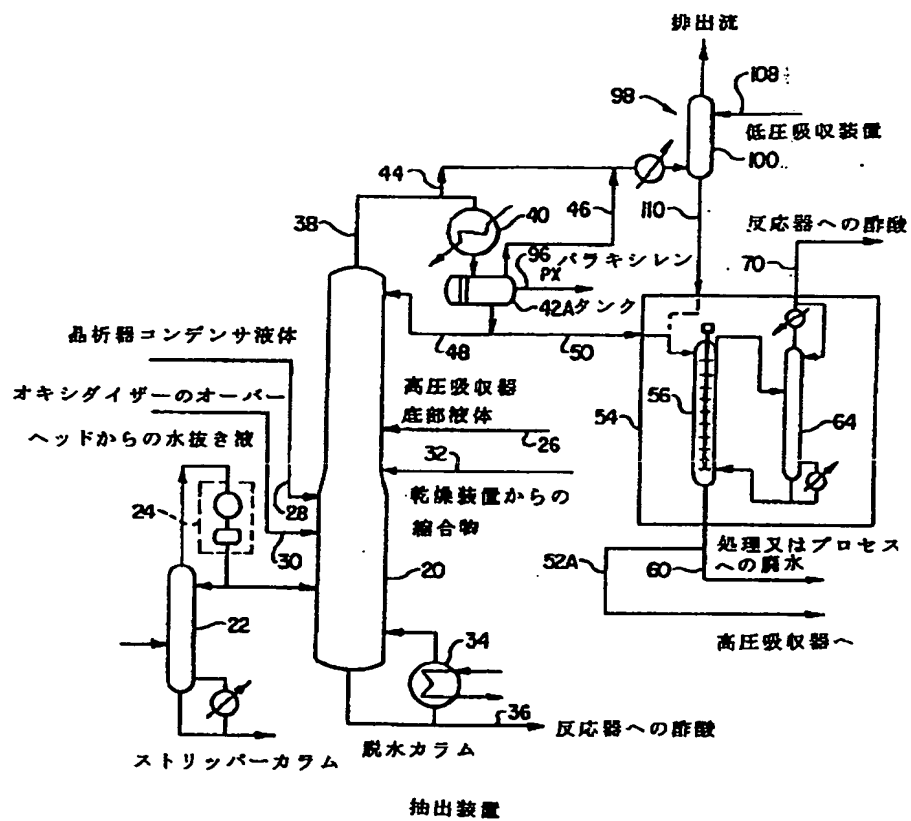 排出流
108
98
低圧吸収装置
100
44
110
46
反応器への酢酸
38
40
96
パラキシレン
PX
70
42Aタンク
晶析器コンデンサ液体
48
50
オキシダイザーのオーバー
高圧吸収器
底部液体
56
54
64
ヘッドからの水抜き液
26
32
乾燥装置からの
縮合物
24
28
30
処理又はプロセス
への廃水
52A
60
20
22
高圧吸収器へ
34
36
反応器への酢酸
脱水カラム
ストリッパーカラム
抽出装置